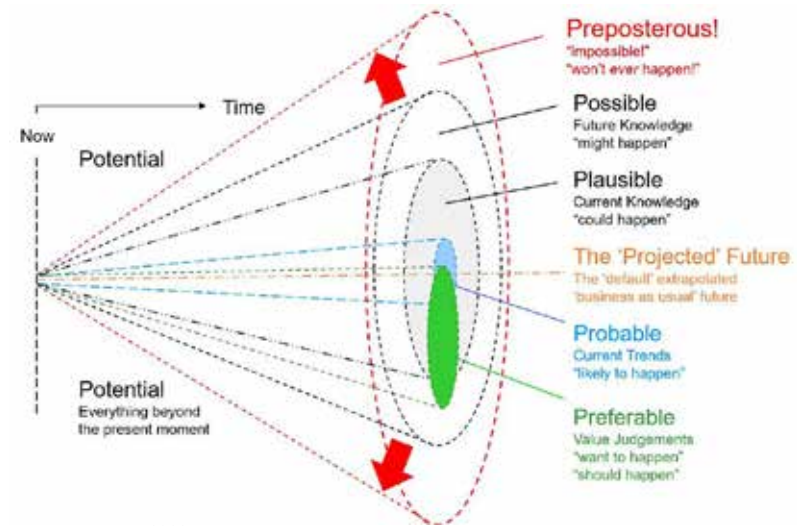 Preposterous!
"impossible!"
"won't ever happen!"
Time
Now
Potential
Possible
Future Knowledge
"might happen"
Plausible
Current Knowledge
"could happen"
The 'Projected' Future
The 'default' extrapolated
'business as usual' future
Probable
Current Trends
"likely to happen"
Potential
Everything beyond
the present moment
Preferable
Value Judgements
"want to happen"
"should happen"